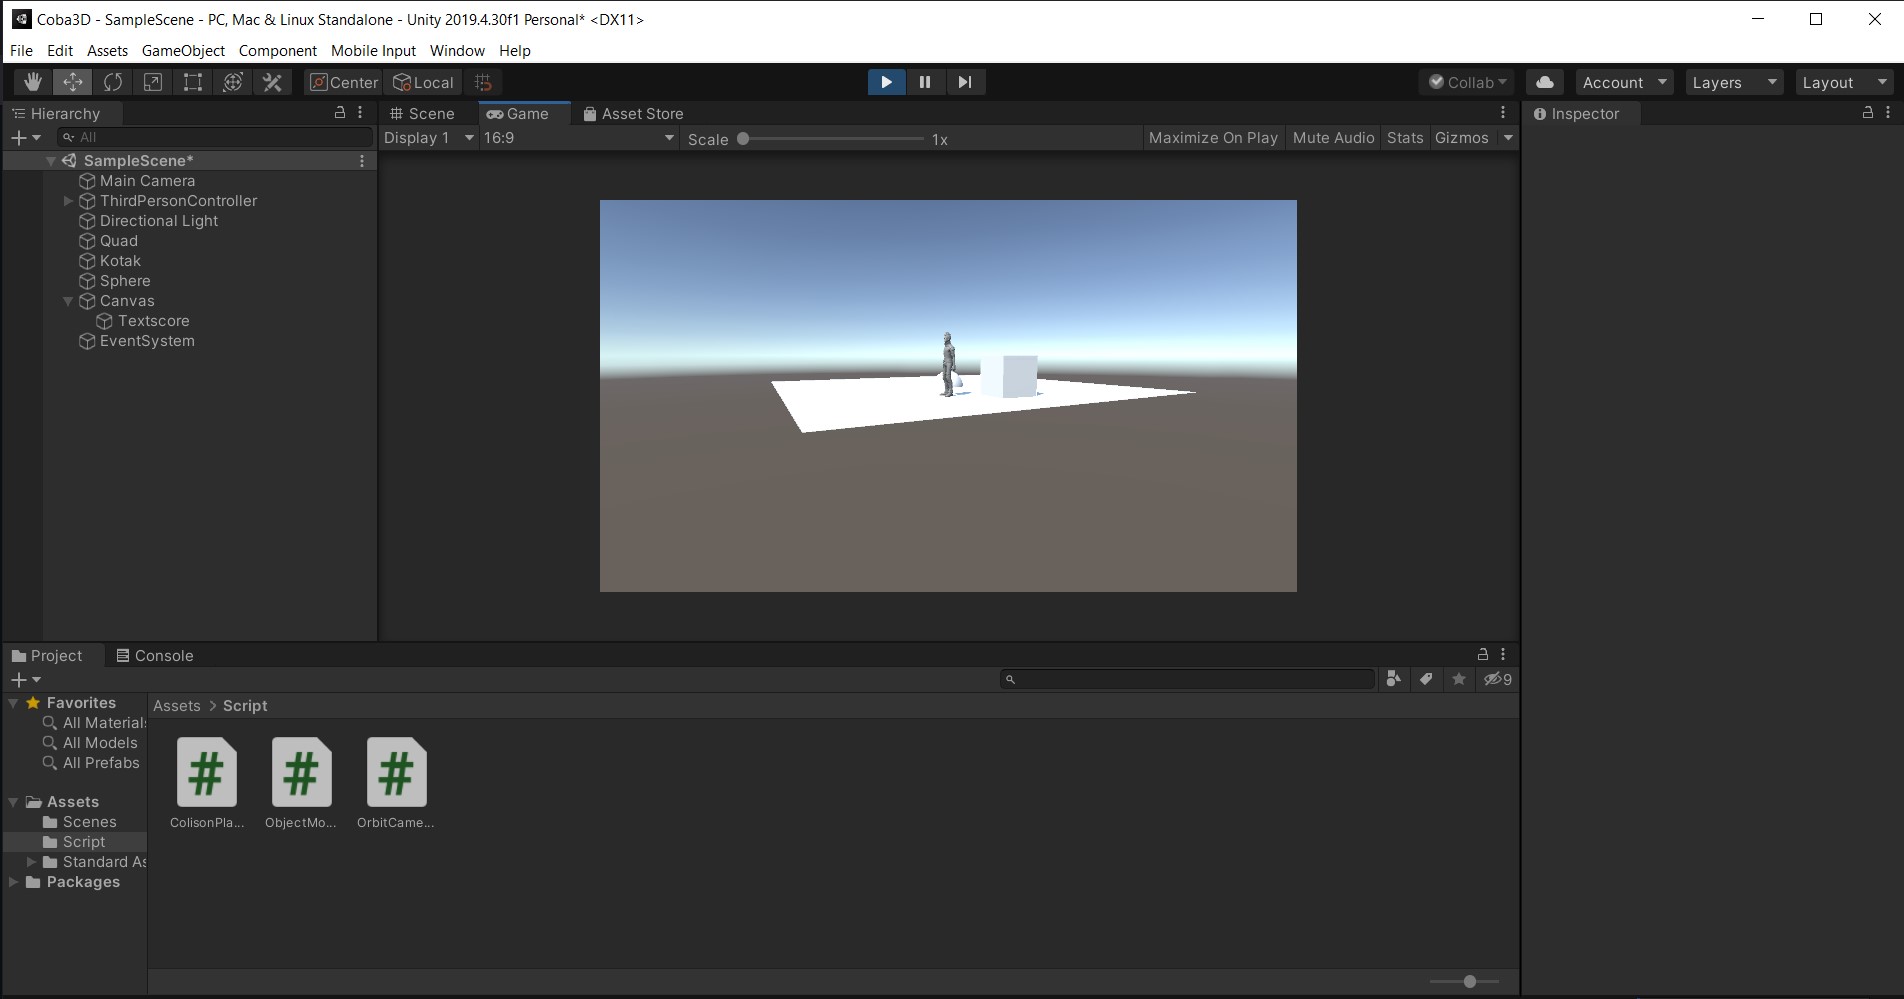 Coba3D - SampleScene - PC, Mac & Linux Standalone - Unity 2019.4.30f1 Personal* <DX11>
File Edit Assets GameObject Component Mobile Input Window Help
Center Local Collab Account Layers Layout
Hierarchy
All
SampleScene*
Main Camera
ThirdPersonController
Directional Light
Quad
Kotak
Sphere
Canvas
Textscore
EventSystem
Scene Game Asset Store
Display 1 16:9 Scale 1x Maximize On Play Mute Audio Stats Gizmos
Inspector
Project Console
9
Favorites
All Material
All Models
All Prefabs
Assets
Scenes
Script
Standard As
Packages
Assets > Script
ColisonPla... ObjectMo... OrbitCame...